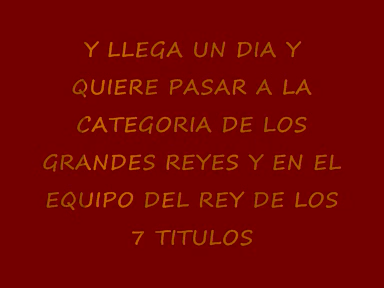 Y LLEGA UN DIA Y
QUIERE PASAR A LA
CATEGORIA DE LOS
GRANDES REYES Y EN EL
EQUIPO DEL REY DE LOS
7 TITULOS